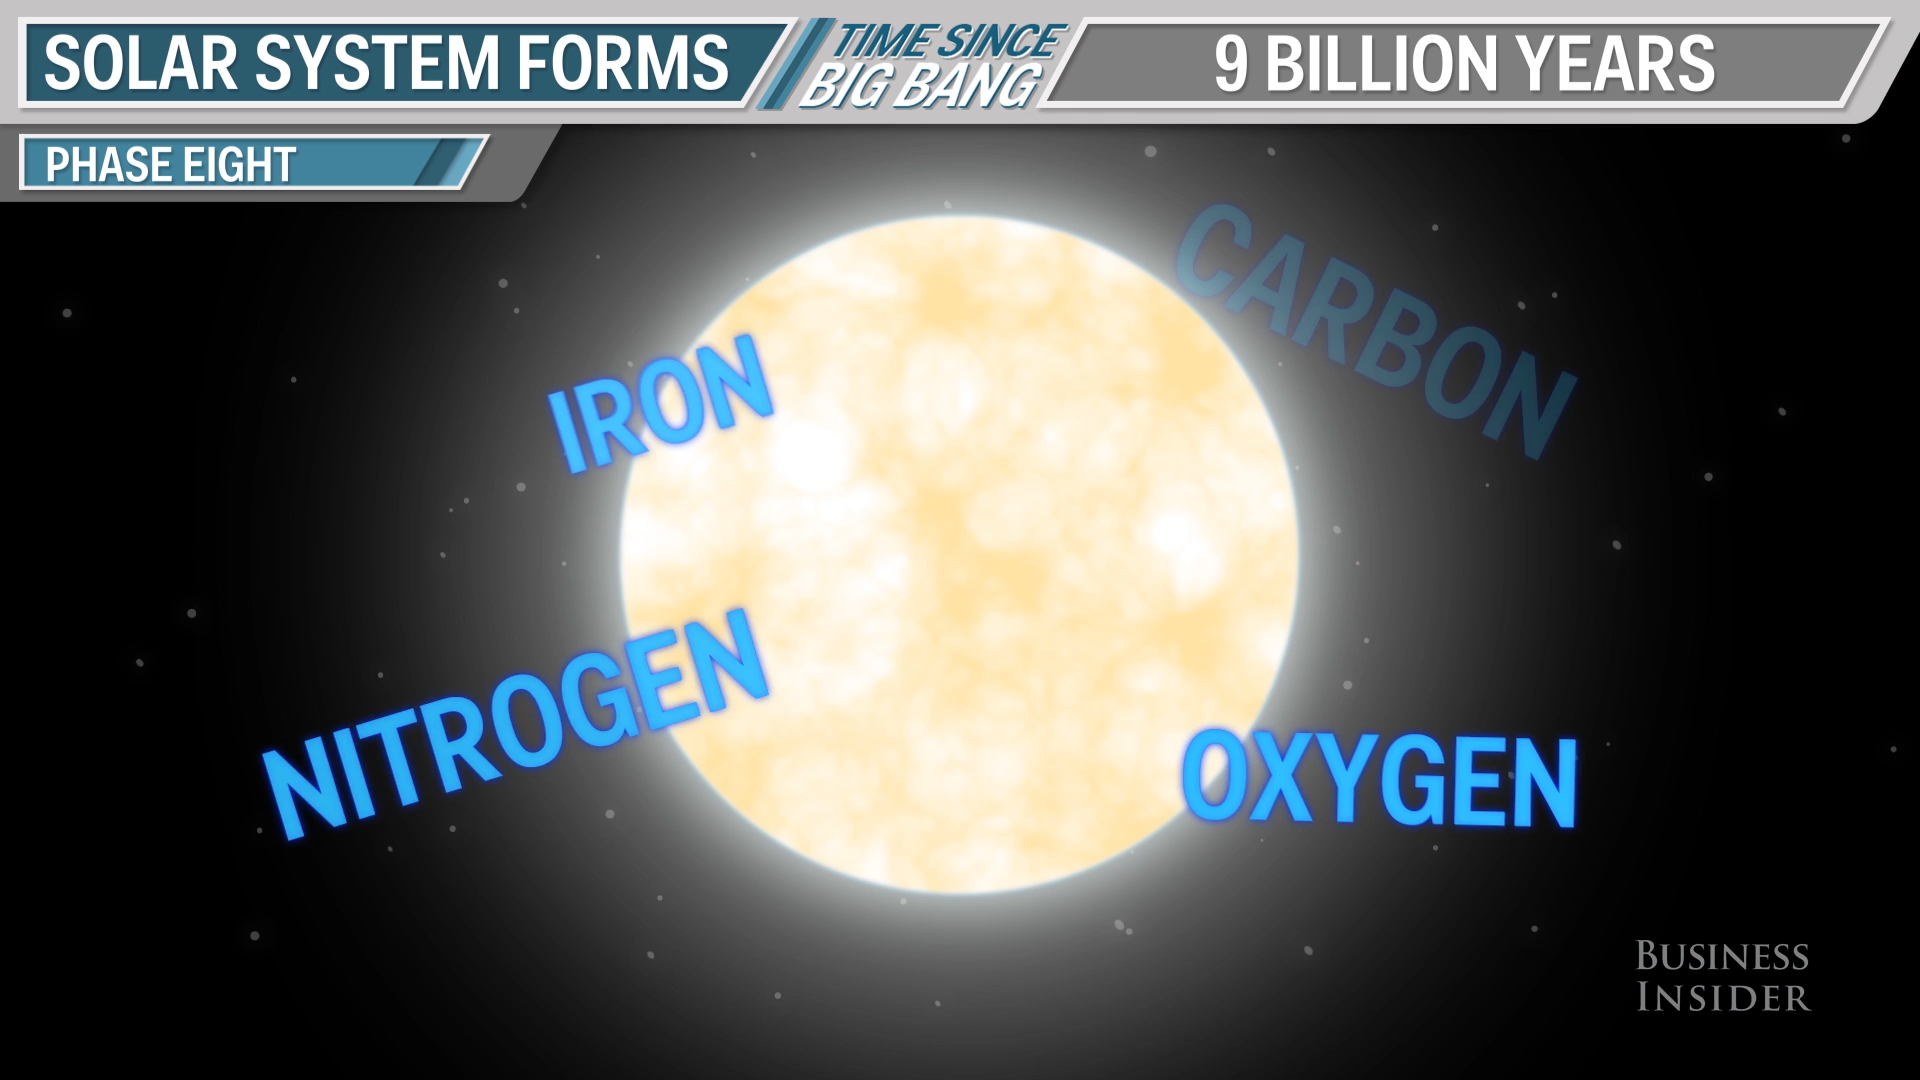 SOLAR SYSTEM FORMS
TIME SINCE
BIG BANG
9 BILLION YEARS
PHASE EIGHT
CARBON
IRON
NITROGEN
OXYGEN
BUSINESS
INSIDER